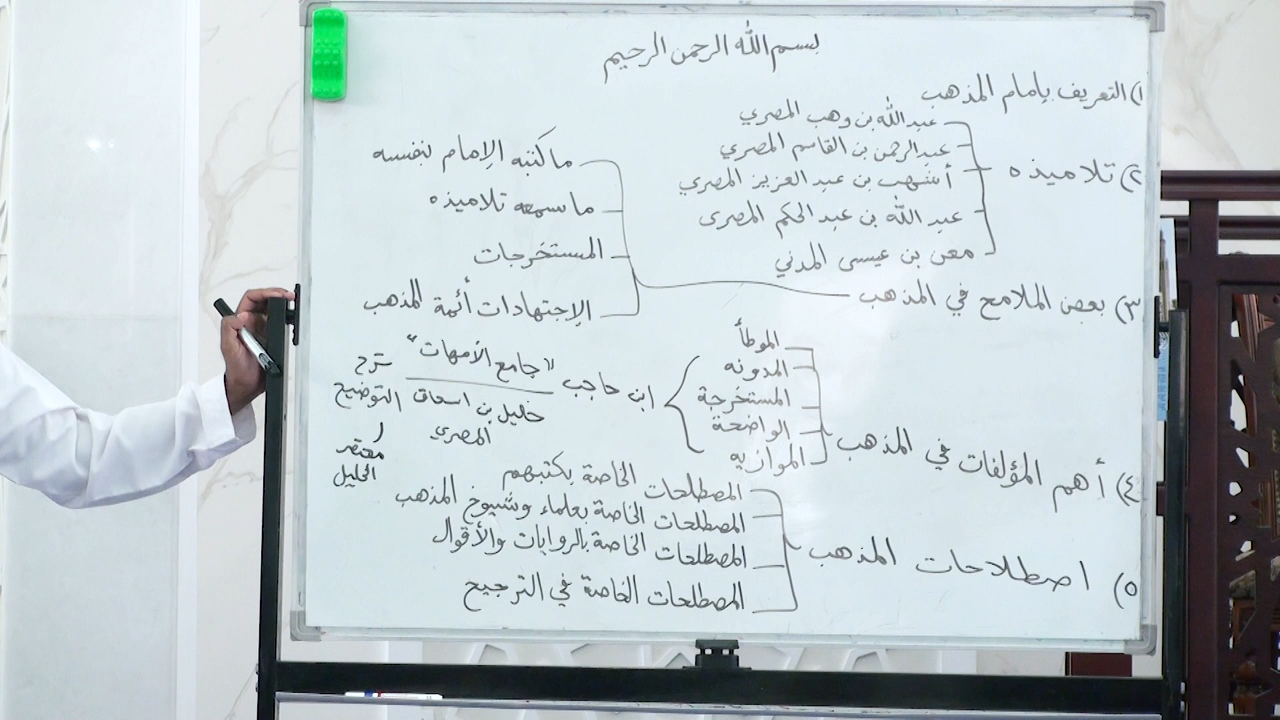 بسم الله الرحمن الرحيم
١) التعريف بإمام المذهب
٢) تلاميذه
عبد الله بن وهب المصري
عبد الرحمن بن القاسم المصري
أشهب بن عبد العزيز المصري
عبد الله بن عبد الحكم المصرى
معن بن عيسى المدني
٣) بعض الملامح في المذهب
ما كتبه الإمام بنفسه
ما سمعه تلاميذه
المستخرجات
الإجتهادات أئمة المذهب
٤) أهم المؤلفات في المذهب
الموطأ
المدونه
المستخرجة
الواضحة
الموازيه
ابن حاجب "جامع الأمهات"
خليل بن اسحاق
المصري
شرح
التوضيح
مختصر
الخليل
٥) اصطلاحات المذهب
المصطلحات الخاصة بكتبهم
المصطلحات الخاصة بعلماء وشيوخ المذهب
المصطلحات الخاصة بالروايات والأقوال
المصطلحات الخاصة في الترجيح